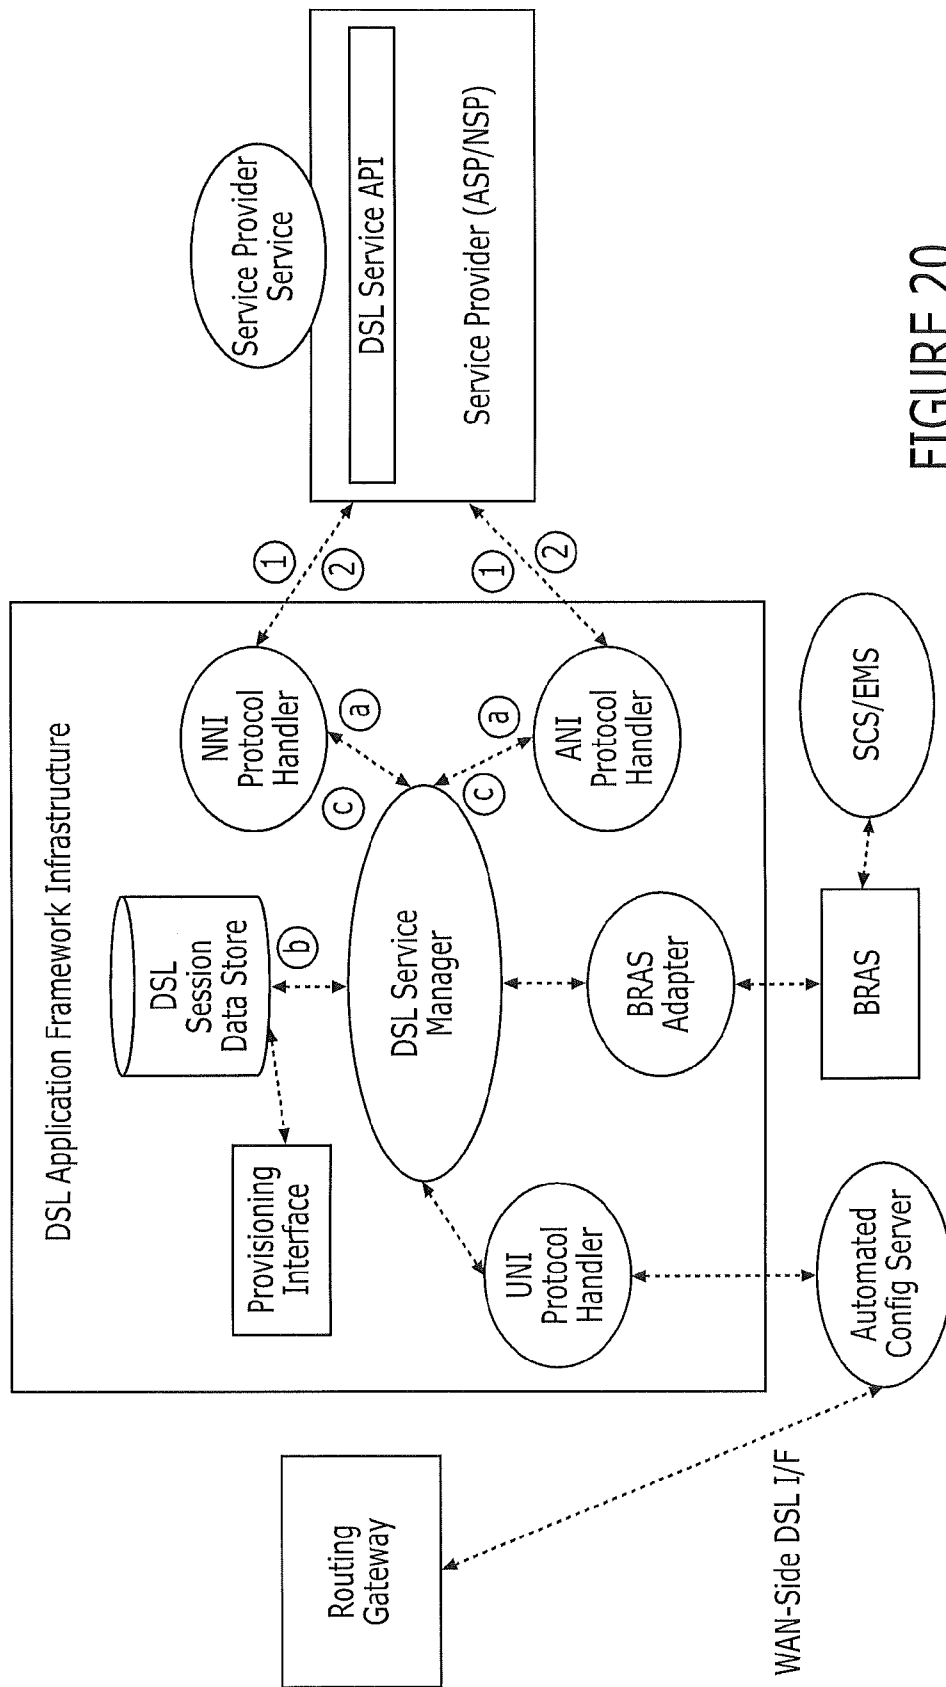 DSL Application Framework Infrastructure
Routing
Gateway
WAN-Side DSL I/F
Provisioning
Interface
DSL
Session
Data Store
b
DSL Service
Manager
UNI
Protocol
Handler
Automated
Config Server
BRAS
Adapter
BRAS
SCS/EMS
NNI
Protocol
Handler
a
c
ANI
Protocol
Handler
a
c
1
2
1
2
Service Provider
Service
DSL Service API
Service Provider (ASP/NSP)
FIGURE 20